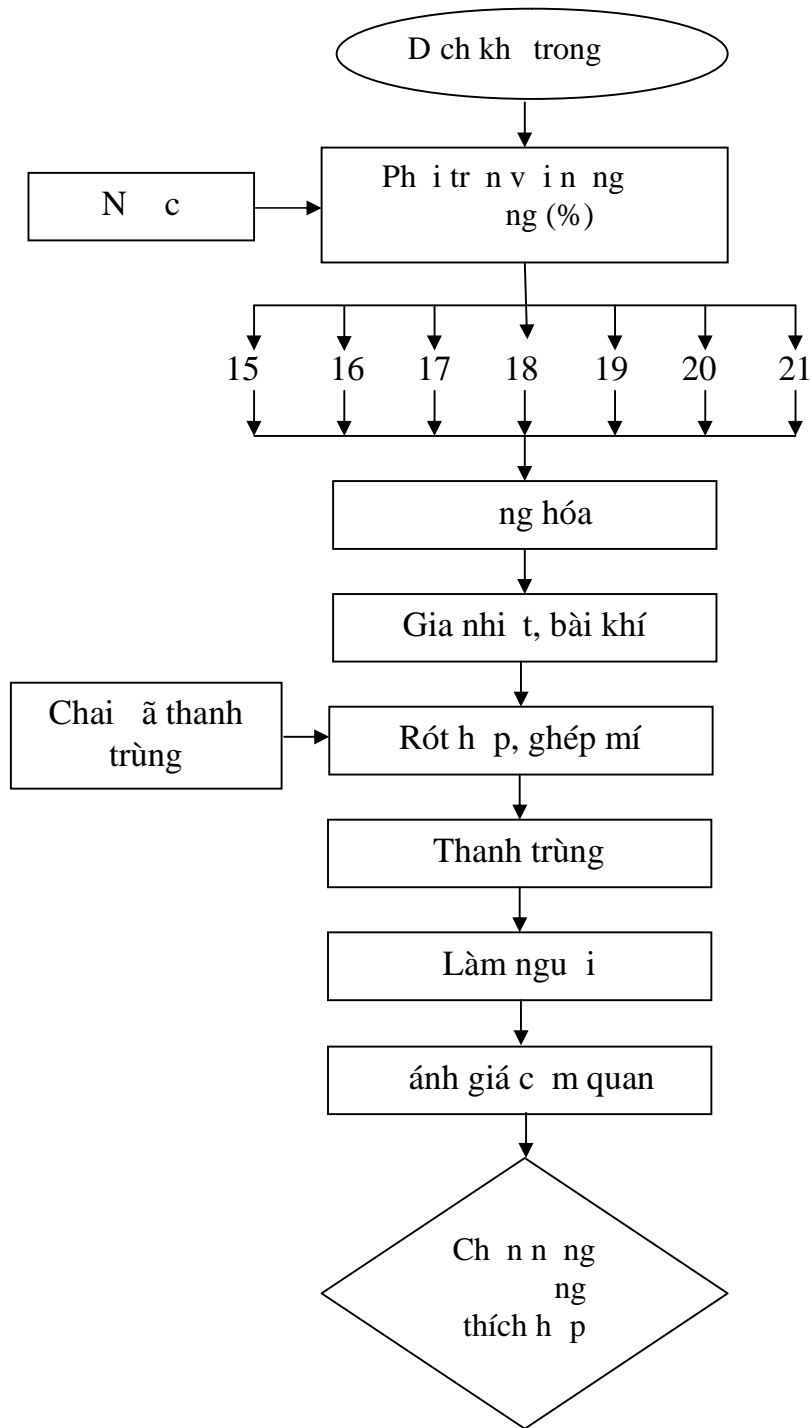 D ch kh trong
Ph i tr n v i n ng
ng (%)
N c
15 16 17 18 19 20 21
ng hóa
Gia nhi t, bài khí
Chai ã thanh
trùng
Rót h p, ghép mí
Thanh trùng
Làm ngu i
ánh giá c m quan
Ch n n ng
ng
thích h p